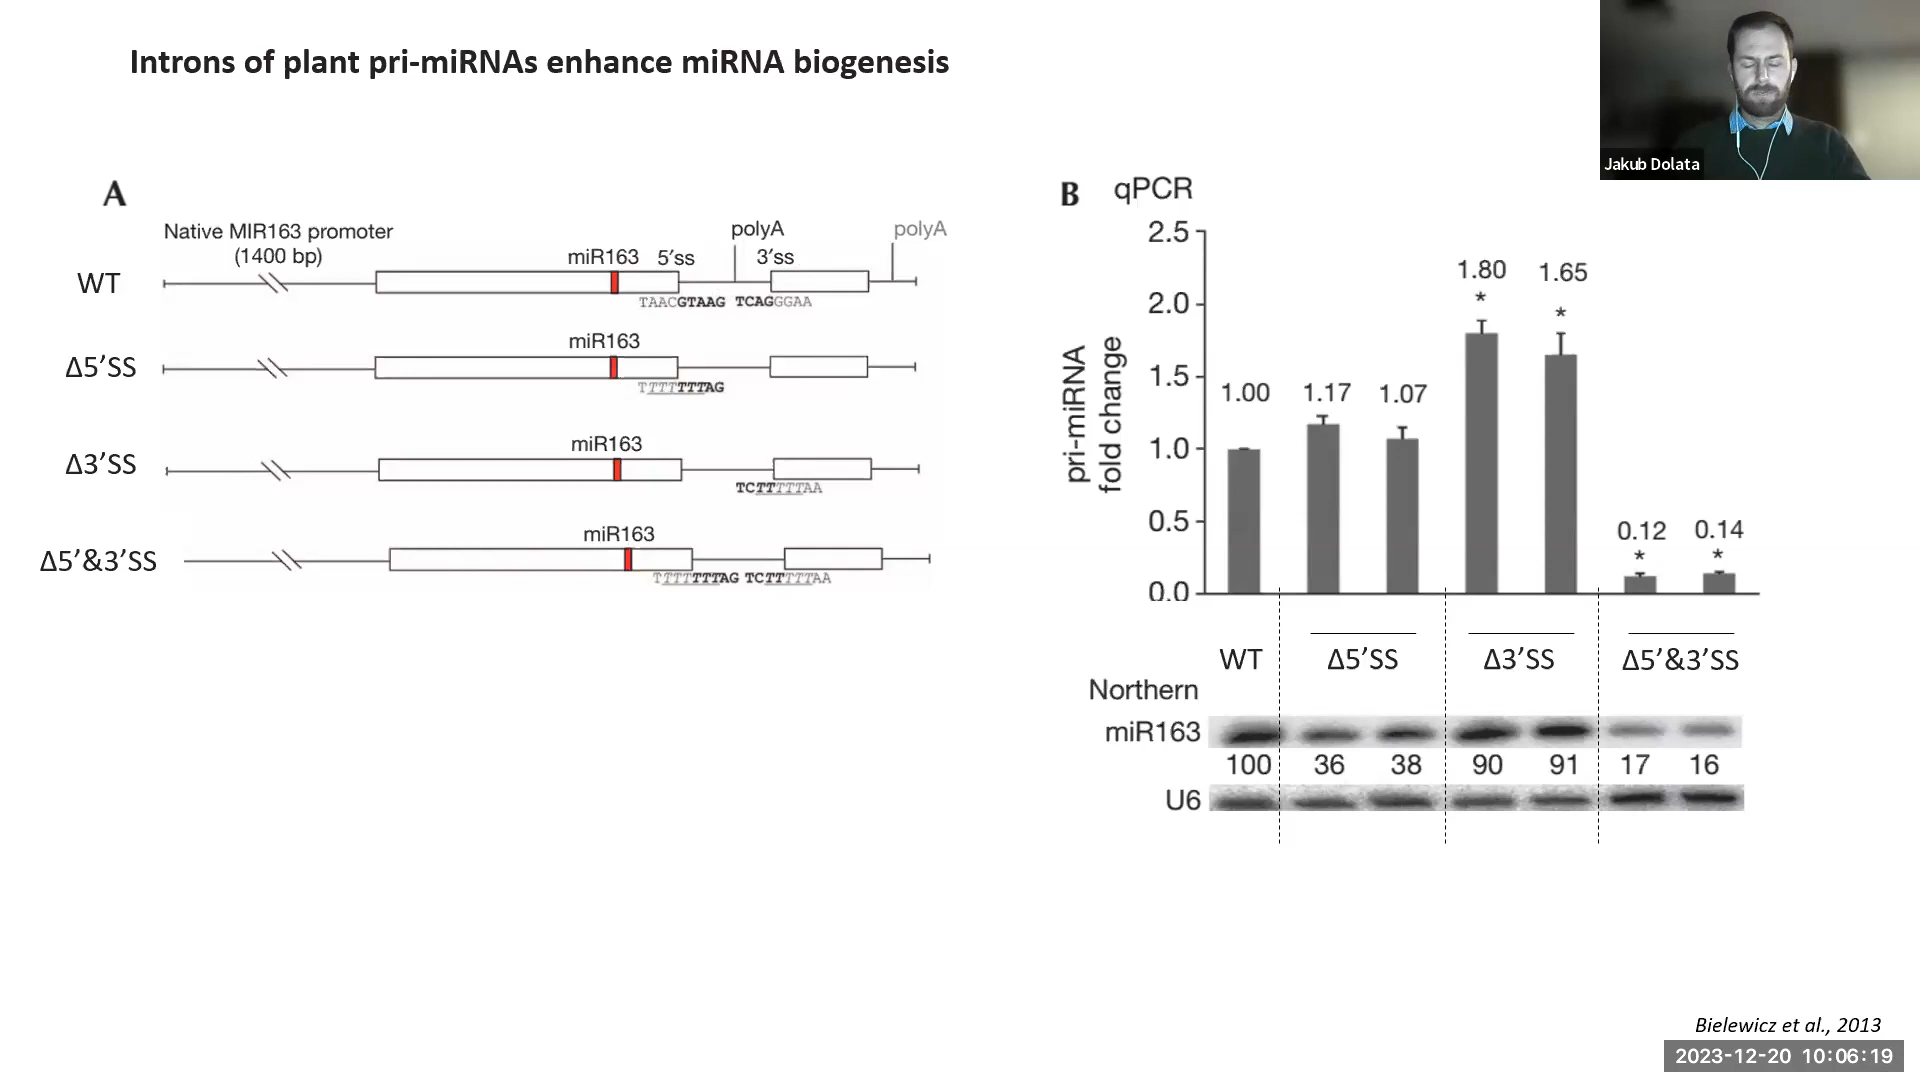 Introns of plant pri-miRNAs enhance miRNA biogenesis
Jakub Dolata
A
Native MIR163 promoter
(1400 bp)
miR163
5'ss
polyA
3'ss
polyA
WT
TAACGTAAG TCAGGGAA
miR163
Δ5'SS
TTTTTTTAG
miR163
Δ3'SS
TCTTTTTAA
miR163
Δ5'&3'SS
TTTTTTTAG TCTTTTTAA
B qPCR
pri-miRNA
fold change
2.5
2.0
1.5
1.0
0.5
0.0
1.00
1.17
1.07
1.80
*
1.65
*
0.12
*
0.14
*
WT Δ5'SS Δ3'SS Δ5'&3'SS
Northern
miR163
100 36 38 90 91 17 16
U6
Bielewicz et al., 2013
2023-12-20 10:06:19